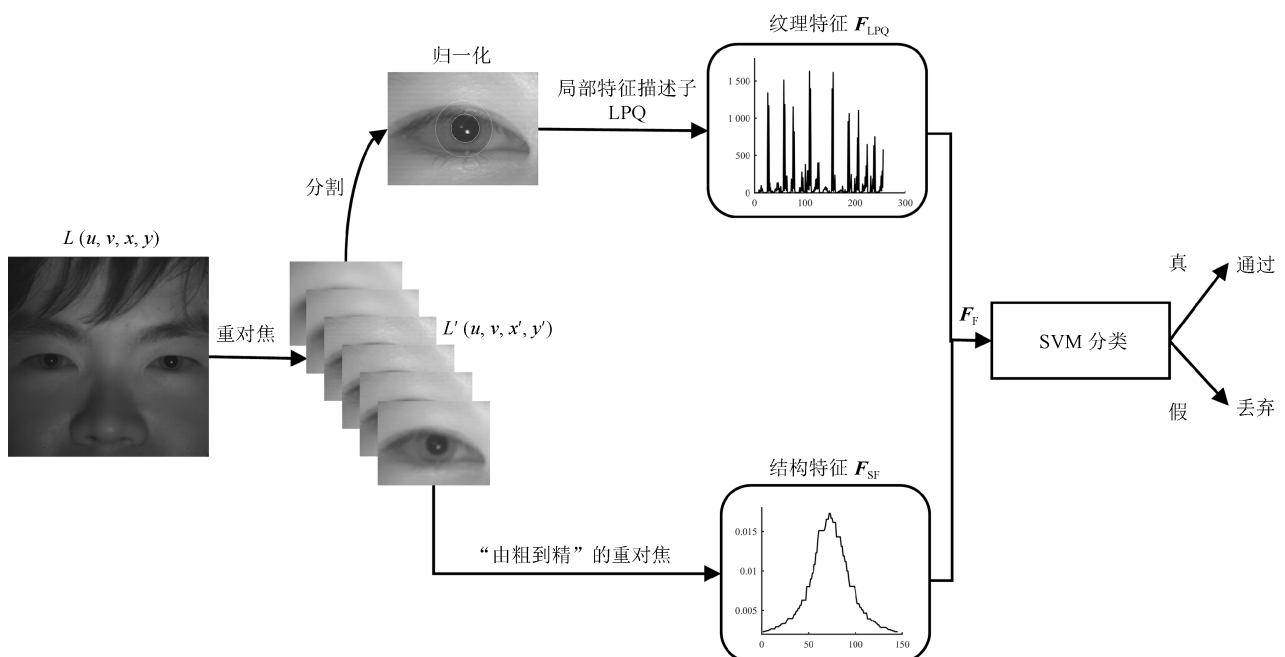 纹理特征 F_LPQ
归一化
局部特征描述子
LPQ
1 500
1 000
500
0
0 100 200 300
分割
L (u, v, x, y)
重对焦
L′ (u, v, x′, y′)
真
通过
F_F
SVM 分类
假
丢弃
结构特征 F_SF
“由粗到精”的重对焦
0.015
0.01
0.005
0 50 100 150